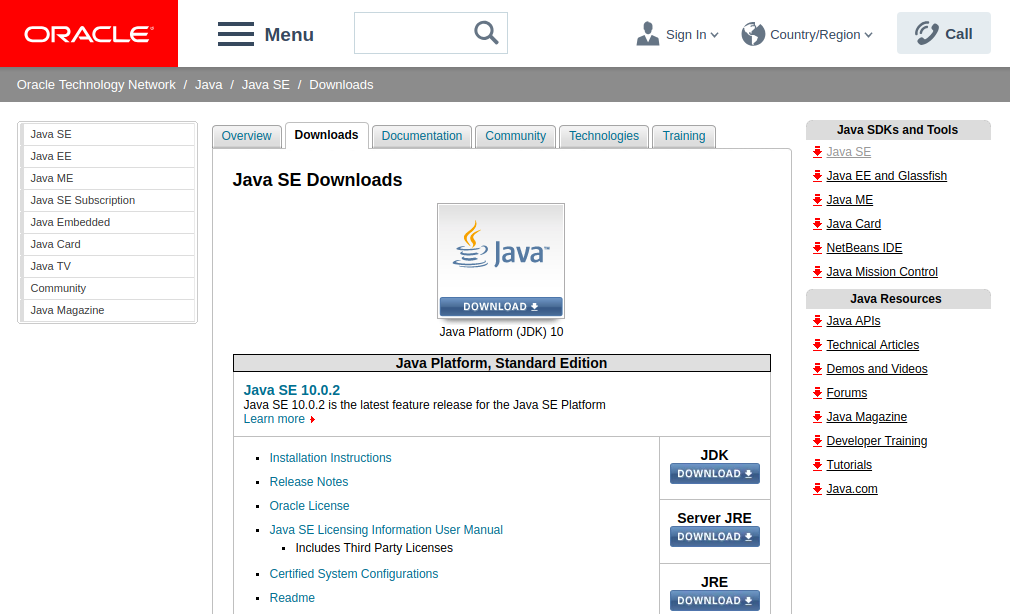 ORACLE
Menu
Sign In
Country/Region
Call
Oracle Technology Network / Java / Java SE / Downloads
Java SE
Java EE
Java ME
Java SE Subscription
Java Embedded
Java Card
Java TV
Community
Java Magazine
Overview
Downloads
Documentation
Community
Technologies
Training
Java SE Downloads
Java™
DOWNLOAD
Java Platform (JDK) 10
Java Platform, Standard Edition
Java SE 10.0.2
Java SE 10.0.2 is the latest feature release for the Java SE Platform
Learn more
Installation Instructions
Release Notes
Oracle License
Java SE Licensing Information User Manual
Includes Third Party Licenses
Certified System Configurations
Readme
JDK
DOWNLOAD
Server JRE
DOWNLOAD
JRE
DOWNLOAD
Java SDKs and Tools
Java SE
Java EE and Glassfish
Java ME
Java Card
NetBeans IDE
Java Mission Control
Java Resources
Java APIs
Technical Articles
Demos and Videos
Forums
Java Magazine
Developer Training
Tutorials
Java.com